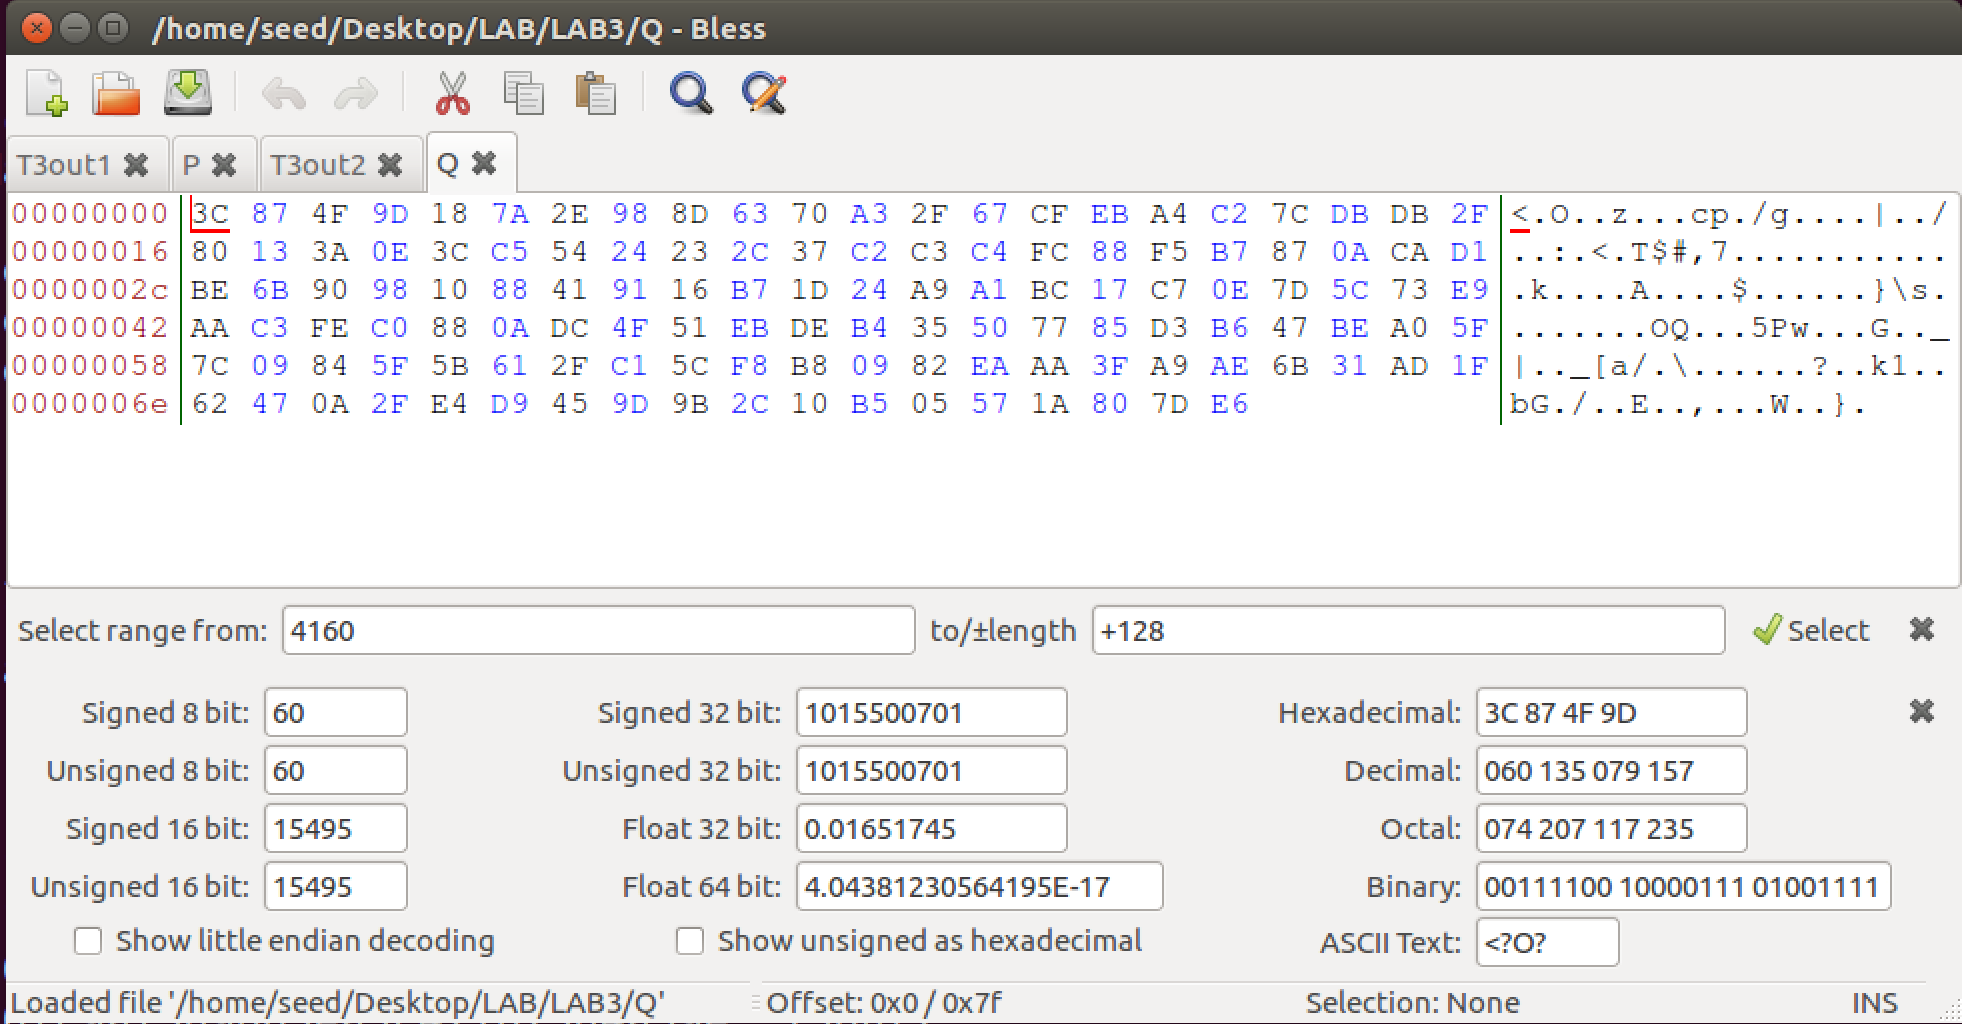 /home/seed/Desktop/LAB/LAB3/Q - Bless
T3out1 P T3out2 Q
00000000 3C 87 4F 9D 18 7A 2E 98 8D 63 70 A3 2F 67 CF EB A4 C2 7C DB DB 2F <.O..z...cp./g....|../
00000016 80 13 3A 0E 3C C5 54 24 23 2C 37 C2 C3 C4 FC 88 F5 B7 87 0A CA D1 ..:.<.T$#,7...........
0000002c BE 6B 90 98 10 88 41 91 16 B7 1D 24 A9 A1 BC 17 C7 0E 7D 5C 73 E9 .k....A....$......}\s.
00000042 AA C3 FE C0 88 0A DC 4F 51 EB DE B4 35 50 77 85 D3 B6 47 BE A0 5F .......OQ...5Pw...G.._
00000058 7C 09 84 5F 5B 61 2F C1 5C F8 B8 09 82 EA AA 3F A9 AE 6B 31 AD 1F |.._[a/.\......?..k1..
0000006e 62 47 0A 2F E4 D9 45 9D 9B 2C 10 B5 05 57 1A 80 7D E6 bG./..E..,...W..}.
Select range from: 4160 to/±length +128 Select
Signed 8 bit: 60 Signed 32 bit: 1015500701 Hexadecimal: 3C 87 4F 9D
Unsigned 8 bit: 60 Unsigned 32 bit: 1015500701 Decimal: 060 135 079 157
Signed 16 bit: 15495 Float 32 bit: 0.01651745 Octal: 074 207 117 235
Unsigned 16 bit: 15495 Float 64 bit: 4.04381230564195E-17 Binary: 00111100 10000111 01001111
Show little endian decoding Show unsigned as hexadecimal ASCII Text: <?O?
Loaded file '/home/seed/Desktop/LAB/LAB3/Q' Offset: 0x0 / 0x7f Selection: None INS